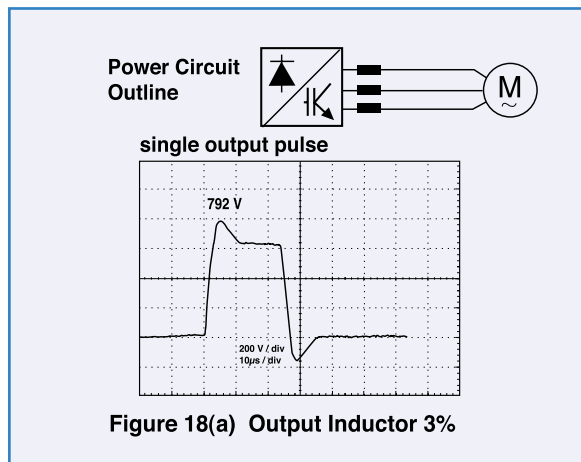 Power Circuit
Outline
M
~
single output pulse
792 V
200 V / div
10µs / div
Figure 18(a) Output Inductor 3%